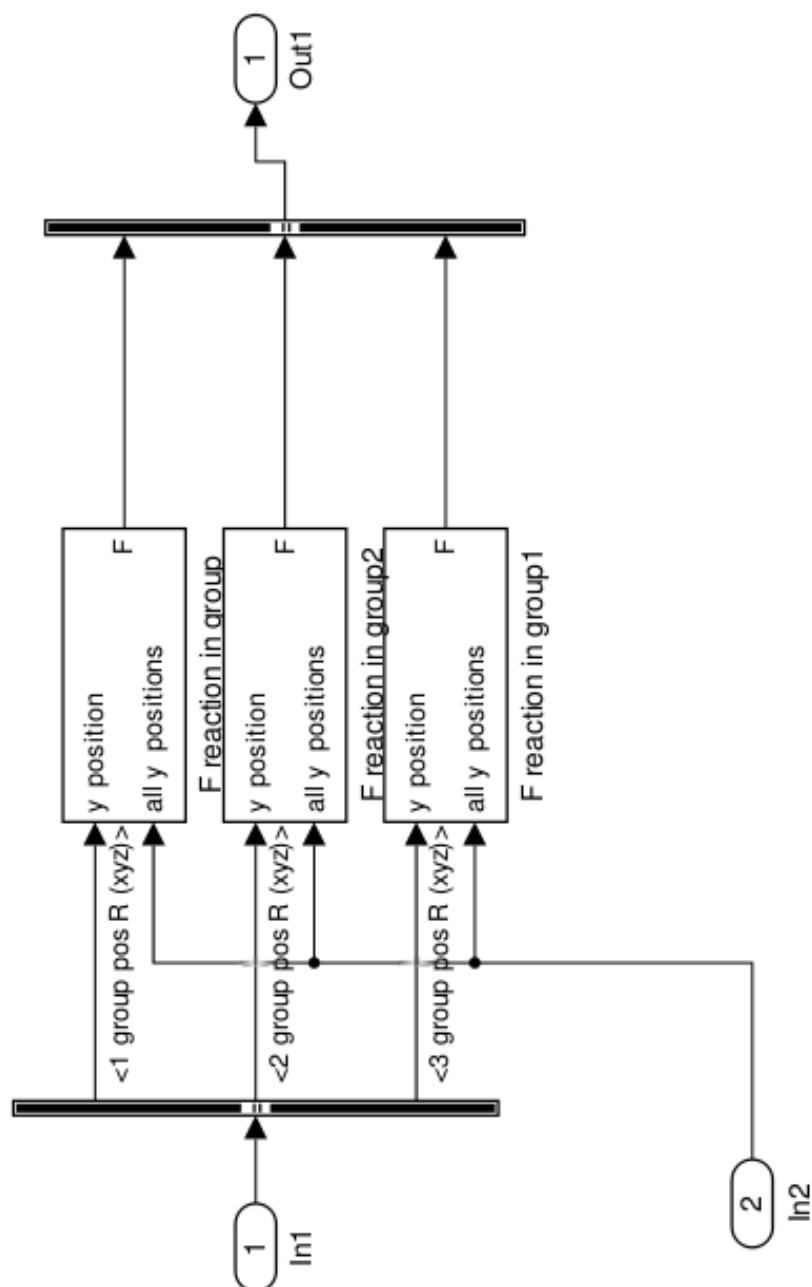 1
In1
2
In2
<1 group pos R (xyz)>
<2 group pos R (xyz)>
<3 group pos R (xyz)>
y position
all y positions
F
F reaction in group
y position
all y positions
F
F reaction in group2
y position
all y positions
F
F reaction in group1
1
Out1